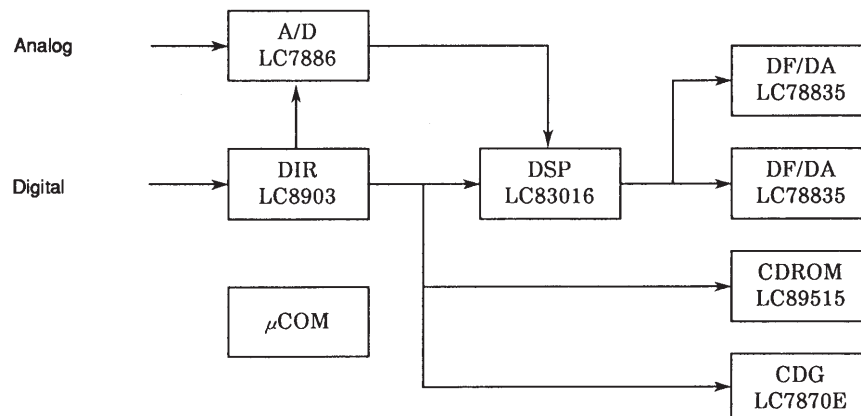 Analog
A/D
LC7886
DF/DA
LC78835
Digital
DIR
LC8903
DSP
LC83016
DF/DA
LC78835
μCOM
CDROM
LC89515
CDG
LC7870E